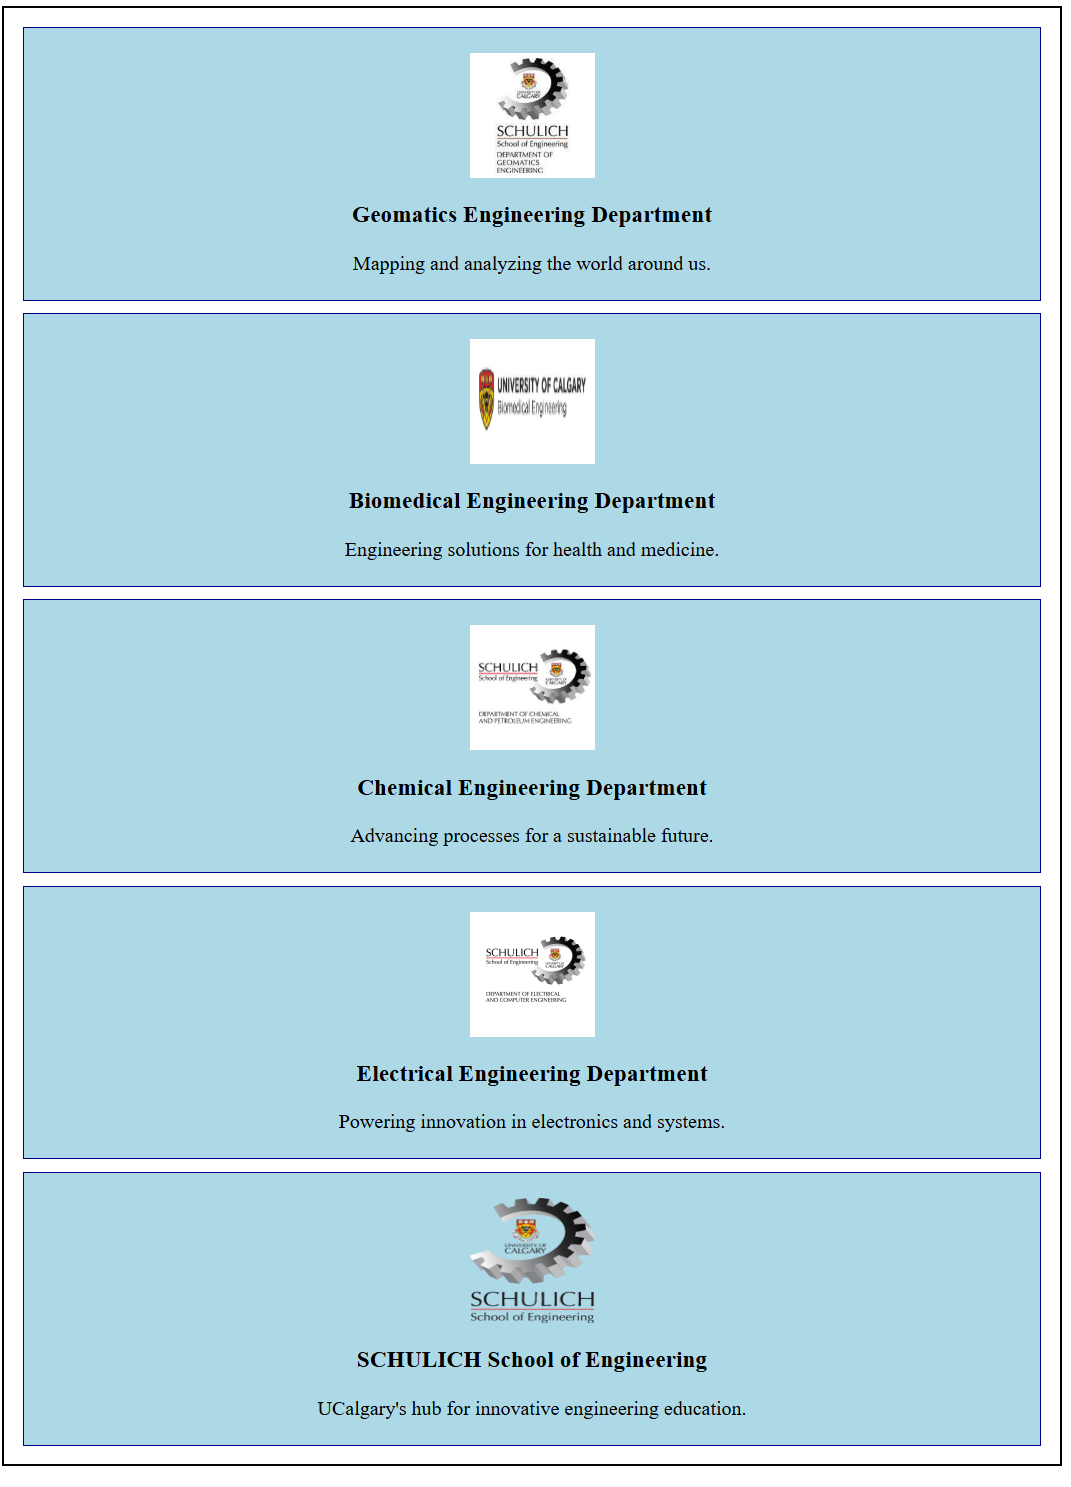 UNIVERSITY OF
CALGARY
SCHULICH
School of Engineering
DEPARTMENT OF
GEOMATICS
ENGINEERING
Geomatics Engineering Department
Mapping and analyzing the world around us.
UNIVERSITY OF CALGARY
Biomedical Engineering
Biomedical Engineering Department
Engineering solutions for health and medicine.
SCHULICH
School of Engineering
UNIVERSITY OF
CALGARY
DEPARTMENT OF CHEMICAL
AND PETROLEUM ENGINEERING
Chemical Engineering Department
Advancing processes for a sustainable future.
SCHULICH
School of Engineering
UNIVERSITY OF
CALGARY
DEPARTMENT OF ELECTRICAL
AND COMPUTER ENGINEERING
Electrical Engineering Department
Powering innovation in electronics and systems.
UNIVERSITY OF
CALGARY
SCHULICH
School of Engineering
SCHULICH School of Engineering
UCalgary's hub for innovative engineering education.